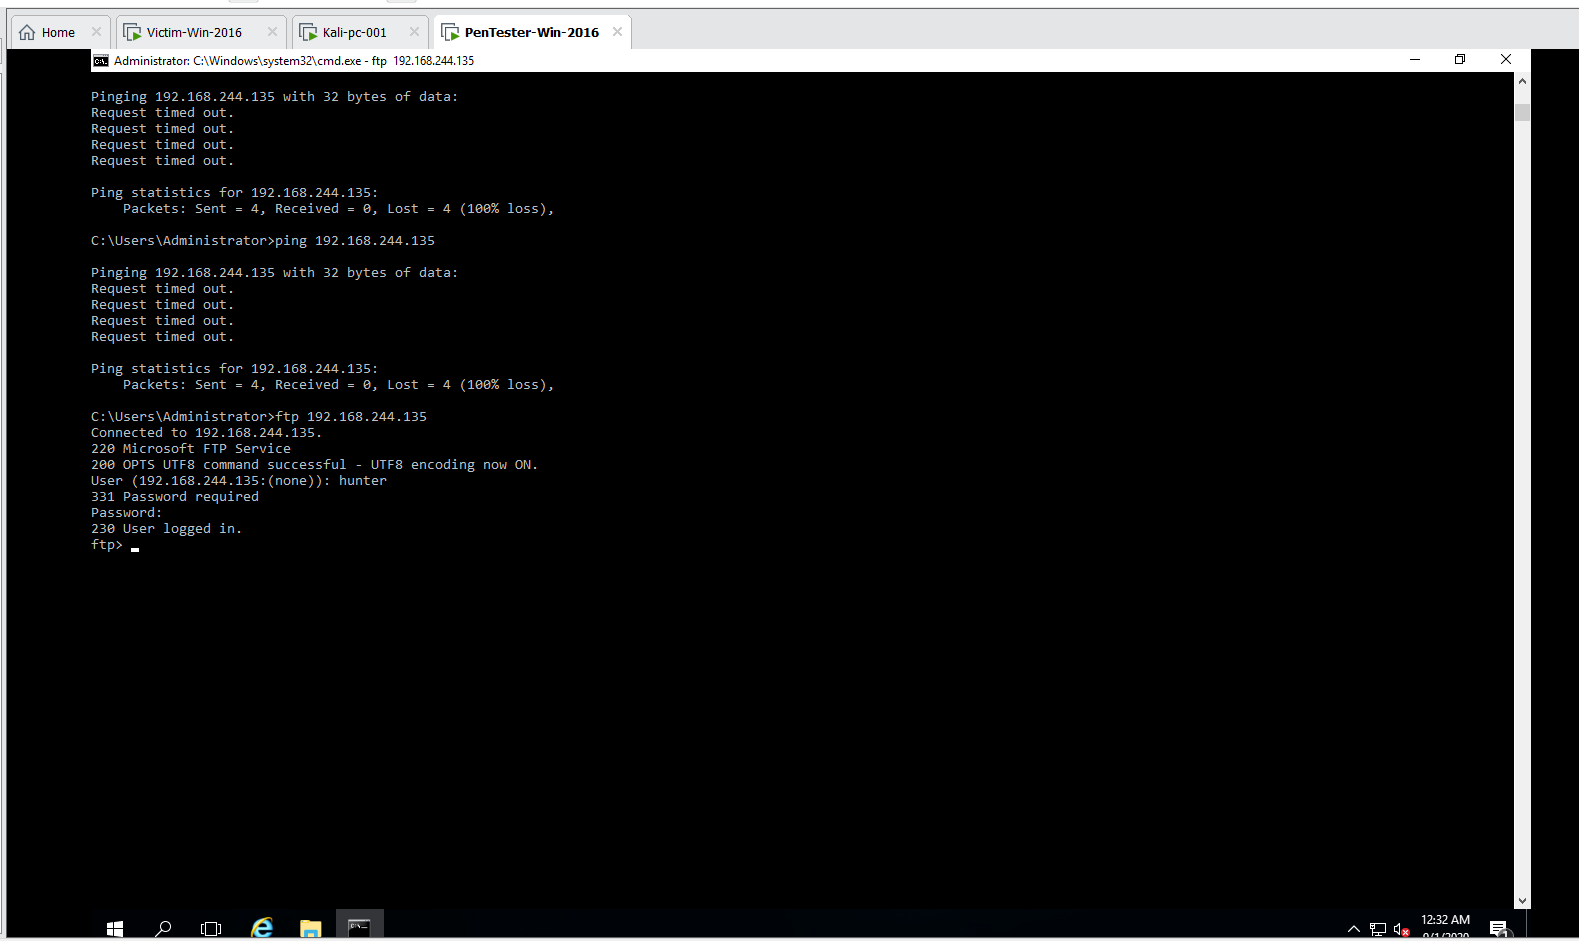 Home
Victim-Win-2016
Kali-pc-001
PenTester-Win-2016
Administrator: C:\Windows\system32\cmd.exe - ftp  192.168.244.135
Pinging 192.168.244.135 with 32 bytes of data:
Request timed out.
Request timed out.
Request timed out.
Request timed out.
Ping statistics for 192.168.244.135:
    Packets: Sent = 4, Received = 0, Lost = 4 (100% loss),
C:\Users\Administrator>ping 192.168.244.135
Pinging 192.168.244.135 with 32 bytes of data:
Request timed out.
Request timed out.
Request timed out.
Request timed out.
Ping statistics for 192.168.244.135:
    Packets: Sent = 4, Received = 0, Lost = 4 (100% loss),
C:\Users\Administrator>ftp 192.168.244.135
Connected to 192.168.244.135.
220 Microsoft FTP Service
200 OPTS UTF8 command successful - UTF8 encoding now ON.
User (192.168.244.135:(none)): hunter
331 Password required
Password:
230 User logged in.
ftp>
12:32 AM
9/1/2020